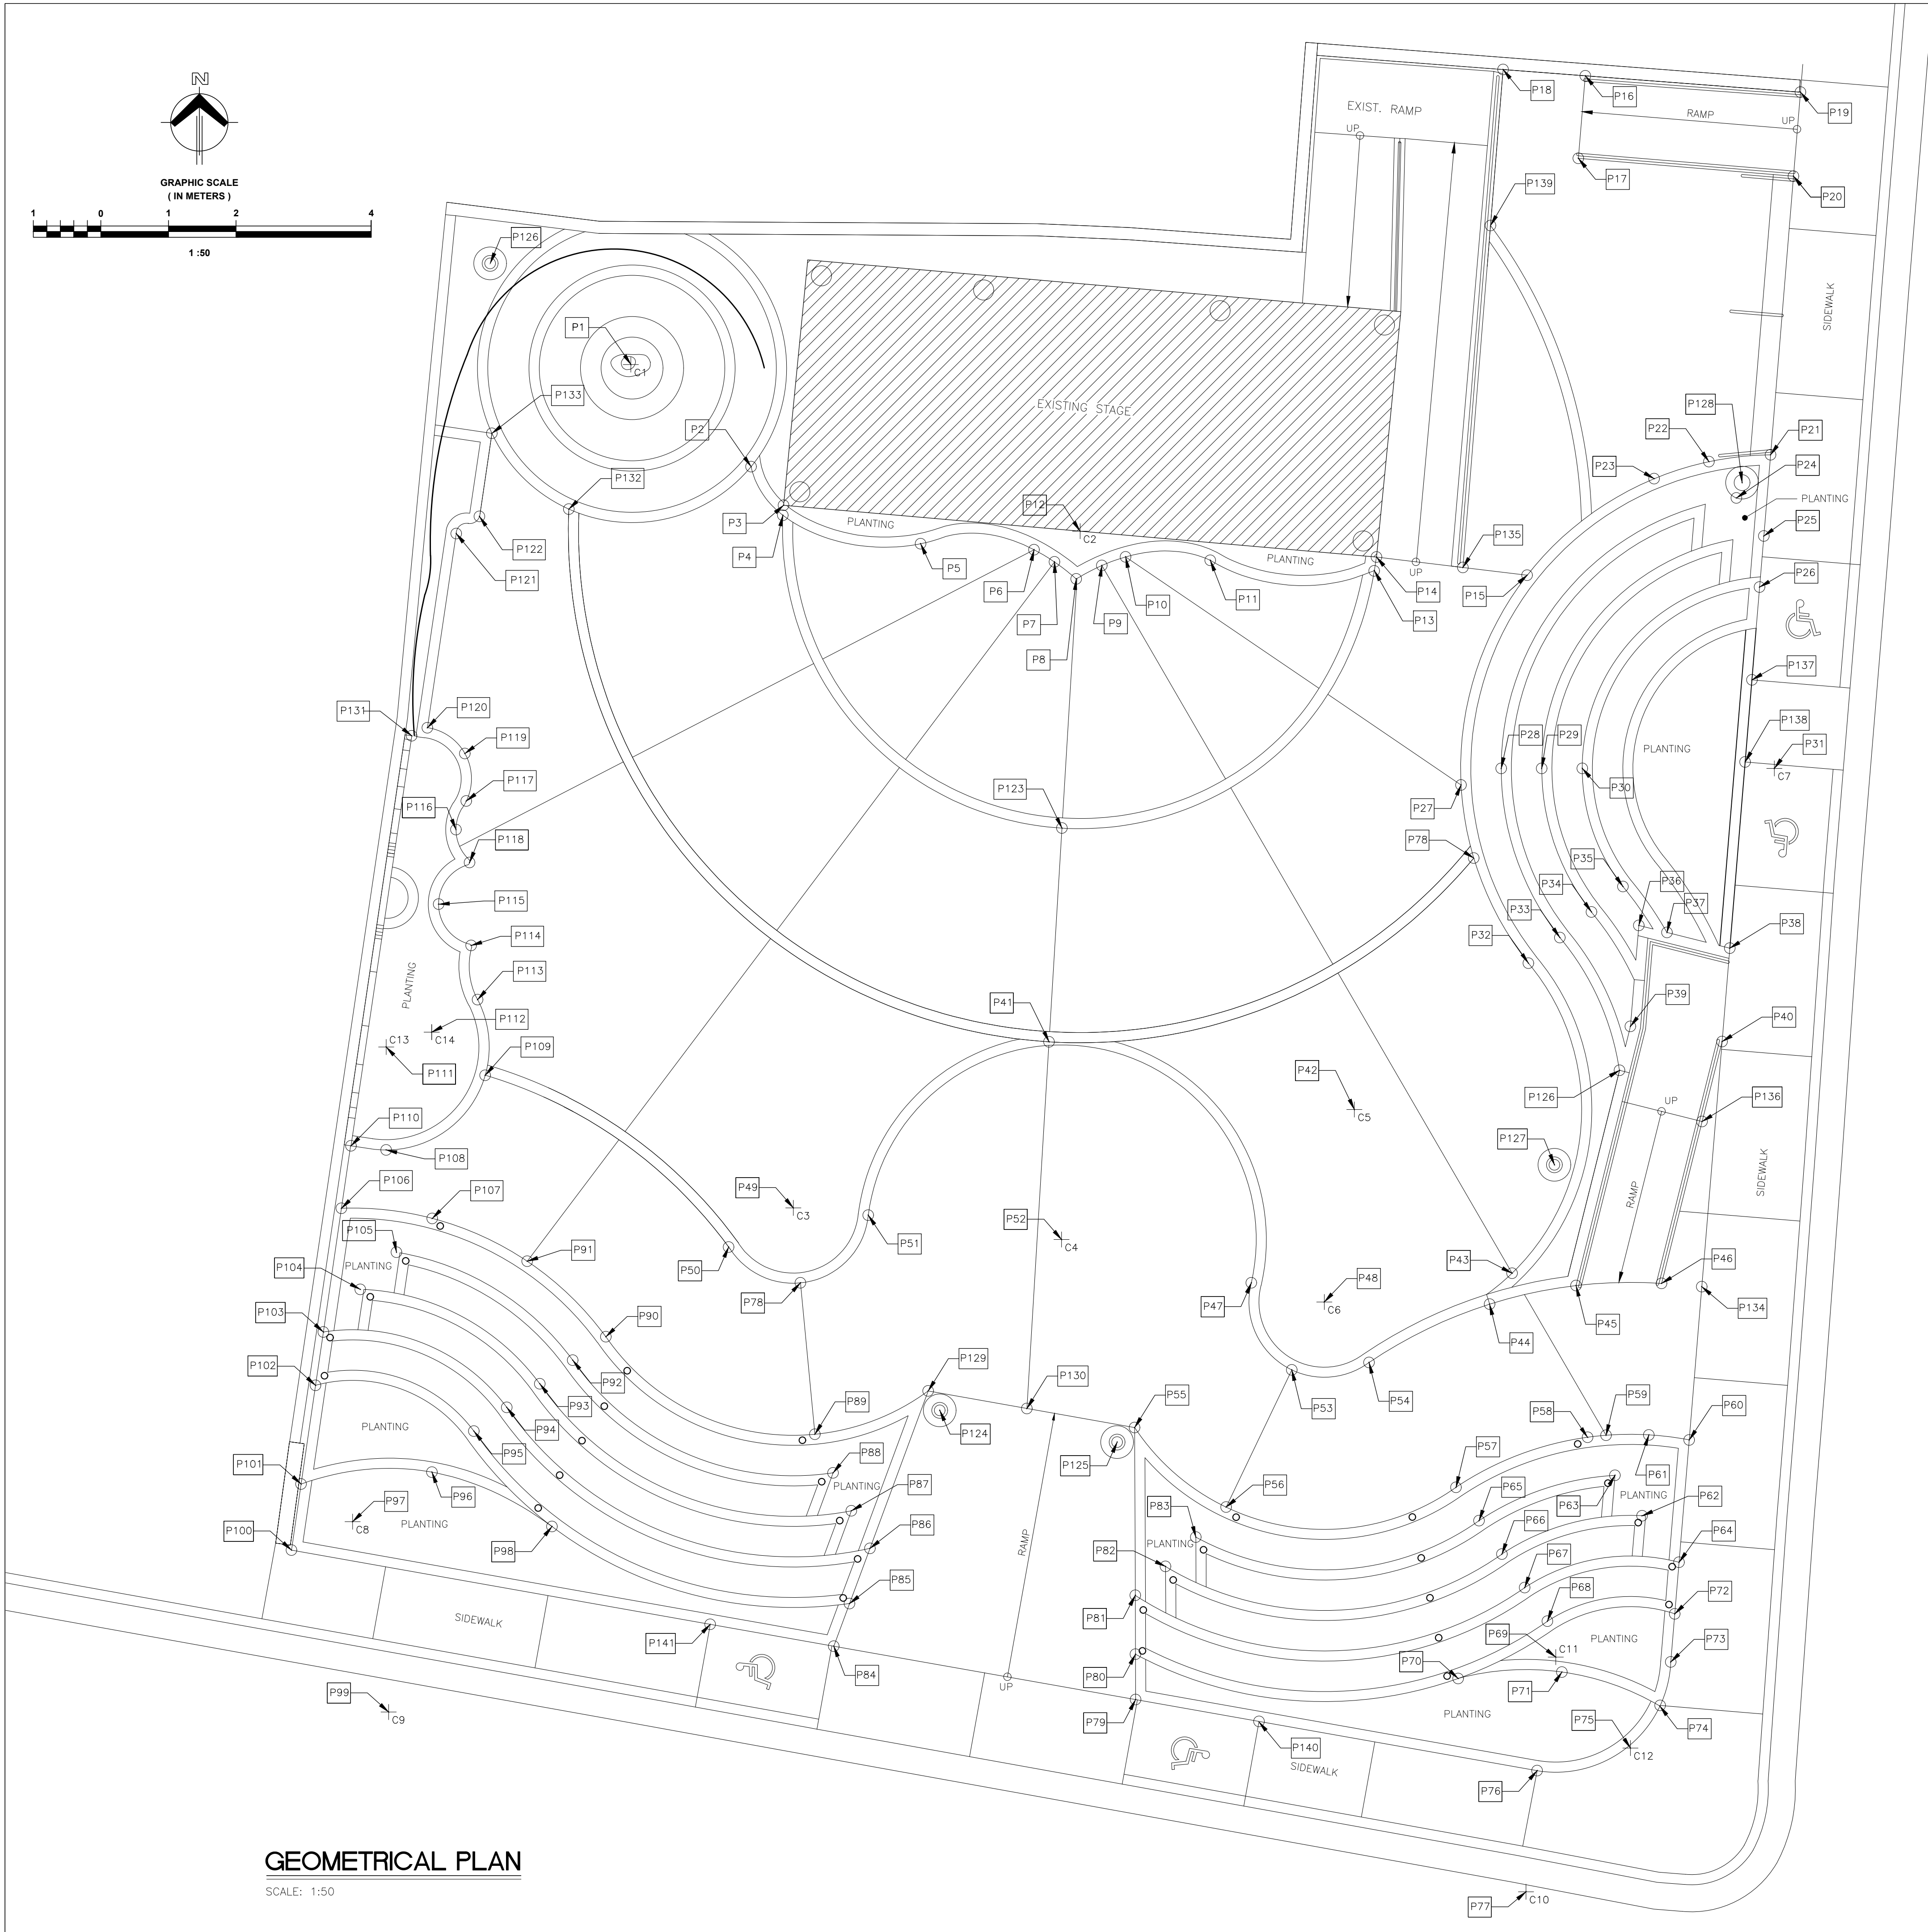 N
GRAPHIC SCALE
( IN METERS )
1 0 1 2 4
1 :50
EXIST. RAMP
UP
P18
P16
P19
RAMP
UP
P17
P20
P139
P126
SIDEWALK
P1
C1
P133
P2
EXISTING STAGE
P128
P22
P21
P23
P24
PLANTING
P132
P12
C2
P3
PLANTING
P25
P4
P122
P5
PLANTING
P135
UP
P121
P6
P10
P11
P14
P15
P26
P7
P9
P13
P8
P137
P131
P120
P119
P28
P29
PLANTING
P138
P31
C7
P117
P123
P30
P116
P27
P118
P78
P35
P115
P34
P36
P37
P114
P33
P38
P32
PLANTING
P113
P41
P39
P40
P112
C14
C13
P109
P111
P42
C5
P126
UP
P136
P110
P127
P108
P49
C3
SIDEWALK
RAMP
P106
P107
P52
C4
P51
P105
P91
P50
P43
P46
PLANTING
P104
P78
P47
P48
C6
P134
P103
P90
P44
P45
P102
P92
P129
P130
P54
P53
P93
P55
P59
P58
P60
PLANTING
P94
P89
P124
P125
P95
P88
P57
P61
P101
P96
PLANTING
P87
P56
P65
P63
PLANTING
P62
P97
C8
PLANTING
P83
P66
P100
P98
P86
RAMP
PLANTING
P82
P67
P64
P85
P81
P68
P72
SIDEWALK
P141
P84
P69
C11
PLANTING
P73
P80
P70
P71
UP
P99
C9
P79
PLANTING
P75
C12
P74
P140
SIDEWALK
P76
GEOMETRICAL PLAN
SCALE: 1:50
P77
C10